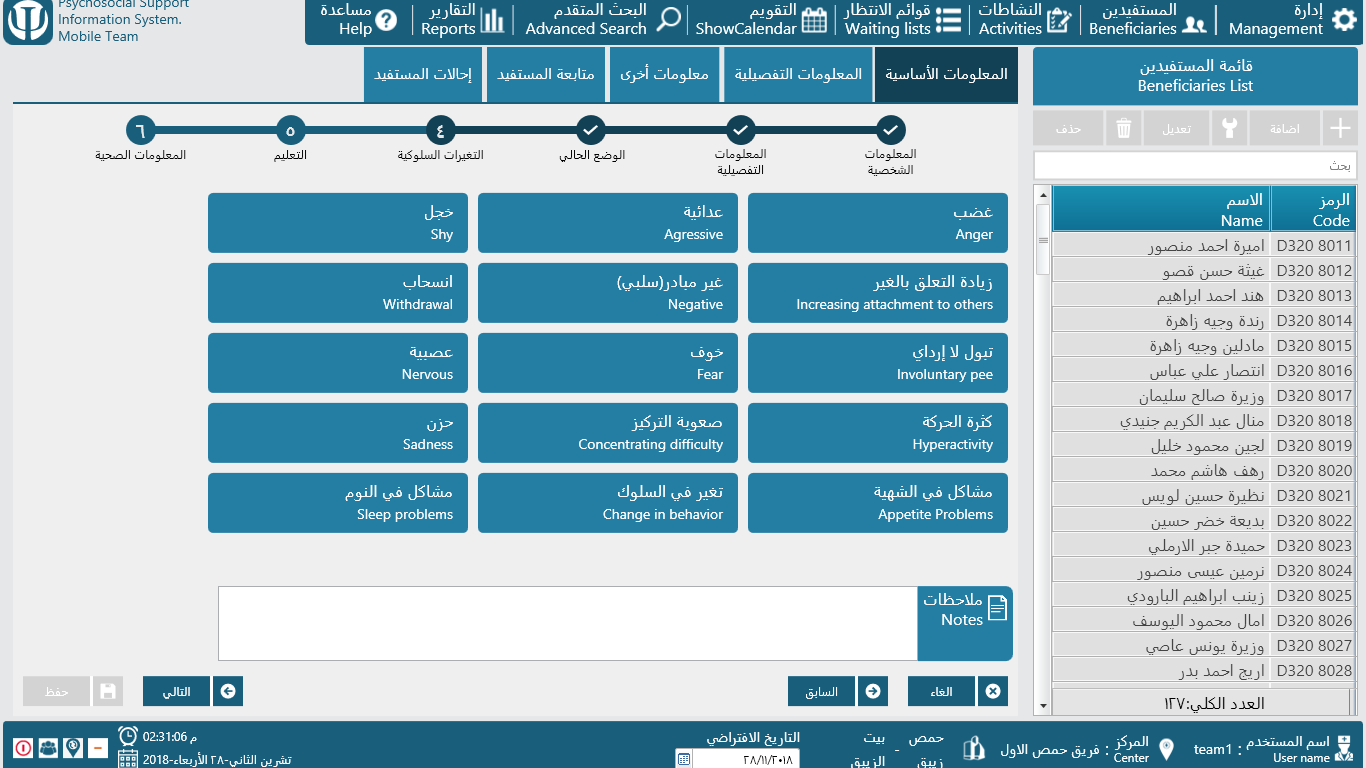 Psychosocial Support
Information System.
Mobile Team
إدارة
Management
المستفيدين
Beneficiaries
النشاطات
Activities
قوائم الانتظار
Waiting lists
التقويم
ShowCalendar
البحث المتقدم
Advanced Search
التقارير
Reports
مساعدة
Help
قائمة المستفيدين
Beneficiaries List
المعلومات الأساسية
المعلومات التفصيلية
معلومات أخرى
متابعة المستفيد
إحالات المستفيد
اضافة
تعديل
حذف
بحث
الرمز الاسم
Code Name
D320 8011 اميرة احمد منصور
D320 8012 غيثة حسن قصو
D320 8013 هند احمد ابراهيم
D320 8014 رندة وجيه زاهرة
D320 8015 مادلين وجيه زاهرة
D320 8016 انتصار علي عباس
D320 8017 وزيرة صالح سليمان
D320 8018 منال عبد الكريم جنيدي
D320 8019 لجين محمود خليل
D320 8020 رهف هاشم محمد
D320 8021 نظيرة حسين لويس
D320 8022 بديعة خضر حسين
D320 8023 حميدة جبر الارملي
D320 8024 نرمين عيسى منصور
D320 8025 زينب ابراهيم البارودي
D320 8026 امال محمود اليوسف
D320 8027 وزيرة يونس عاصي
D320 8028 اريج احمد بدر
العدد الكلي:١٢٧
المعلومات
الشخصية
المعلومات
التفصيلية
الوضع الحالي
٤
التغيرات السلوكية
٥
التعليم
٦
المعلومات الصحية
غضب
Anger
عدائية
Agressive
خجل
Shy
زيادة التعلق بالغير
Increasing attachment to others
غير مبادر(سلبي)
Negative
انسحاب
Withdrawal
تبول لا إرداي
Involuntary pee
خوف
Fear
عصبية
Nervous
كثرة الحركة
Hyperactivity
صعوبة التركيز
Concentrating difficulty
حزن
Sadness
مشاكل في الشهية
Appetite Problems
تغير في السلوك
Change in behavior
مشاكل في النوم
Sleep problems
ملاحظات
Notes
الغاء
السابق
التالي
حفظ
اسم المستخدم : team1
User name
المركز : فريق حمص الاول
Center
حمص - بيت
زيبق الزيبق
التاريخ الافتراضي
٢٨/١١/٢٠١٨
02:31:06 م
تشرين الثاني-٢٨ الأربعاء-2018